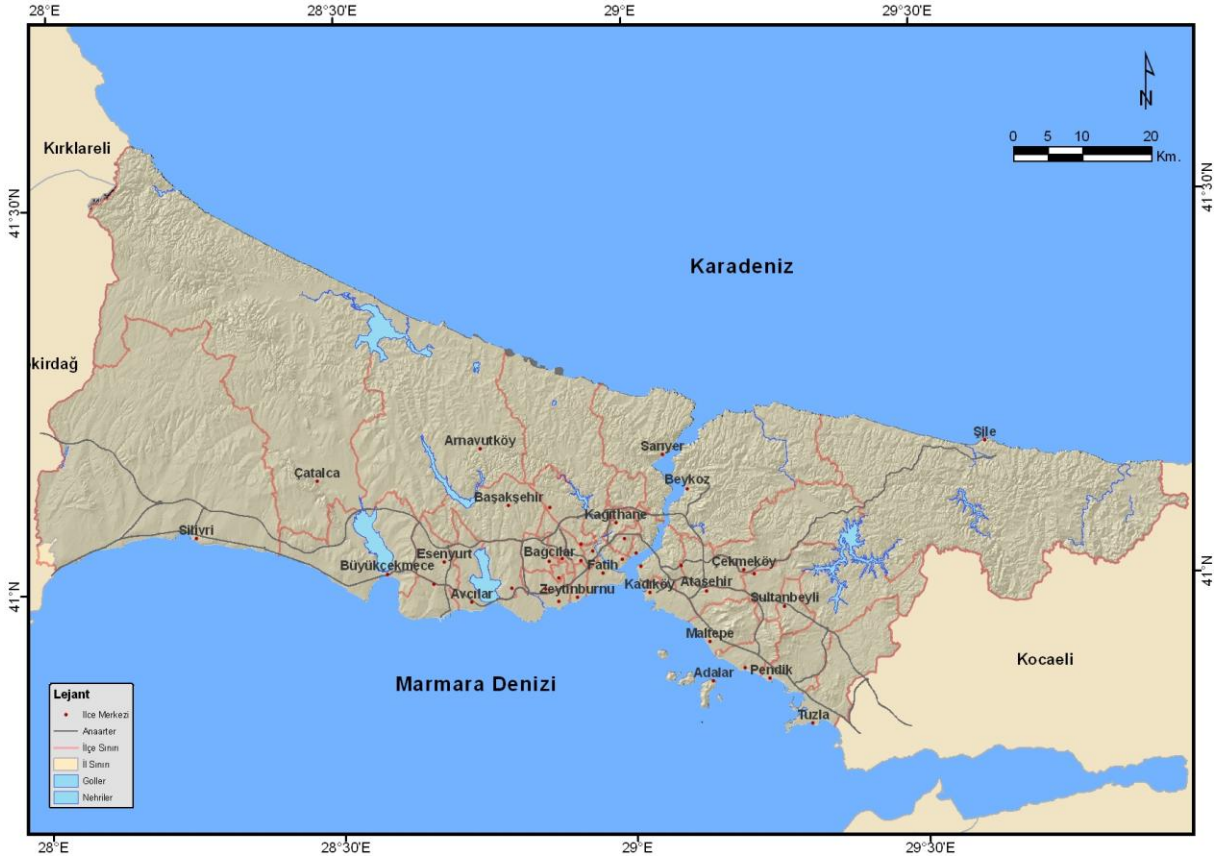 28°E
28°30'E
29°E
29°30'E
N
0 5 10 20
Km.
Kırklareli
41°30'N
41°30'N
Karadeniz
kirdağ
Şile
Arnavutköy
Sarıyer
Çatalca
Beykoz
Başakşehir
Kağıthane
Silivri
Esenyurt
Bağcılar
Büyükçekmece
Fatih
Çekmeköy
41°N
41°N
Avcılar
Zeytinburnu
Kadıköy
Ataşehir
Sultanbeyli
Maltepe
Kocaeli
Adalar
Pendik
Marmara Denizi
Tuzla
Lejant
İlce Merkezi
Anaarter
İlçe Sınırı
İl Sınırı
Goller
Nehriler
28°E
28°30'E
29°E
29°30'E